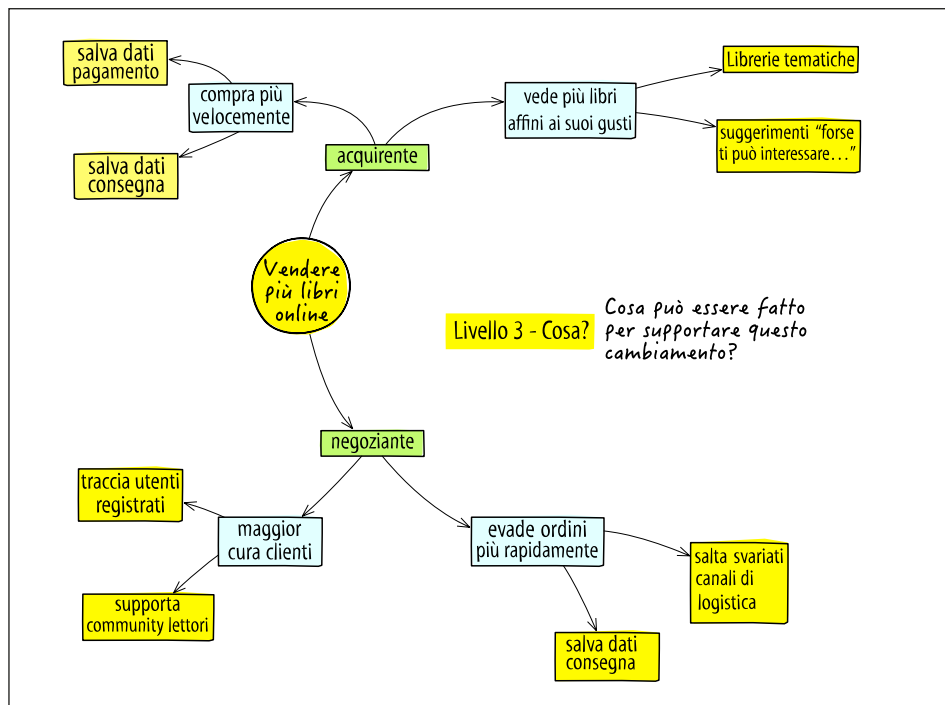 salva dati
pagamento
compra più
velocemente
salva dati
consegna
acquirente
vede più libri
affini ai suoi gusti
Librerie tematiche
suggerimenti “forse
ti può interessare...”
Vendere
più libri
online
Livello 3 - Cosa?
Cosa può essere fatto
per supportare questo
cambiamento?
negoziante
traccia utenti
registrati
maggior
cura clienti
supporta
community lettori
evade ordini
più rapidamente
salta svariati
canali di
logistica
salva dati
consegna